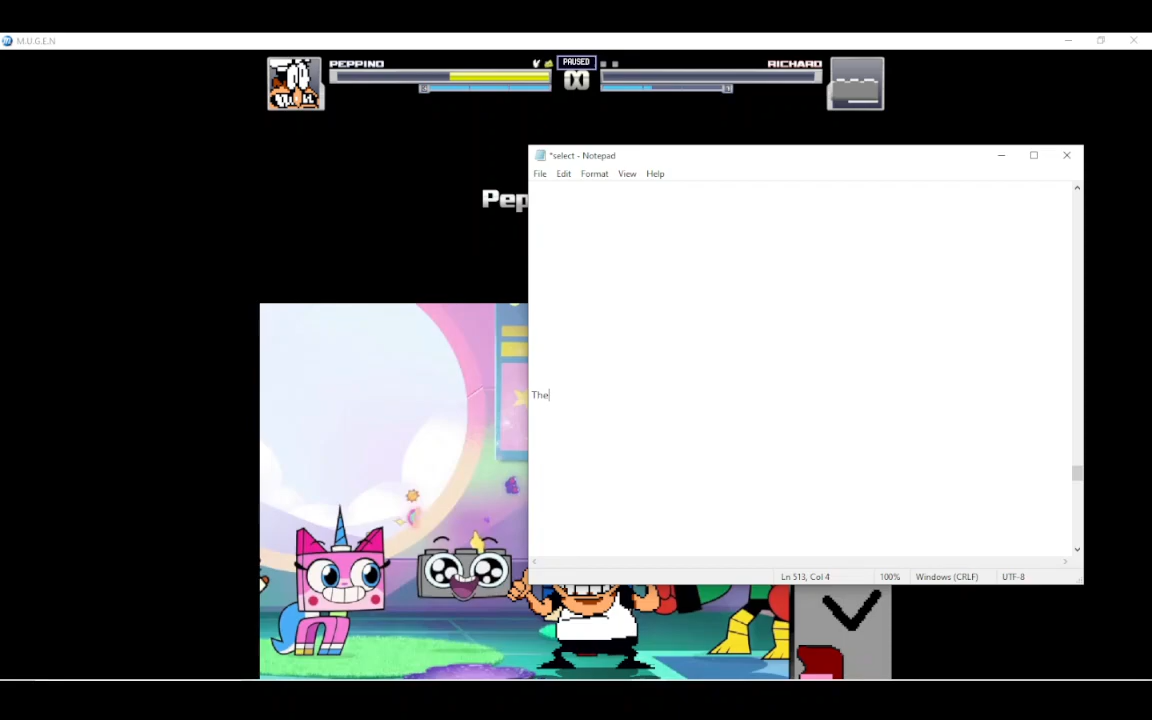 M.U.G.E.N
PEPPINO
PAUSED
RICHARD
*select - Notepad
File Edit Format View Help
Pep
The
Ln 513, Col 4
100%
Windows (CRLF)
UTF-8